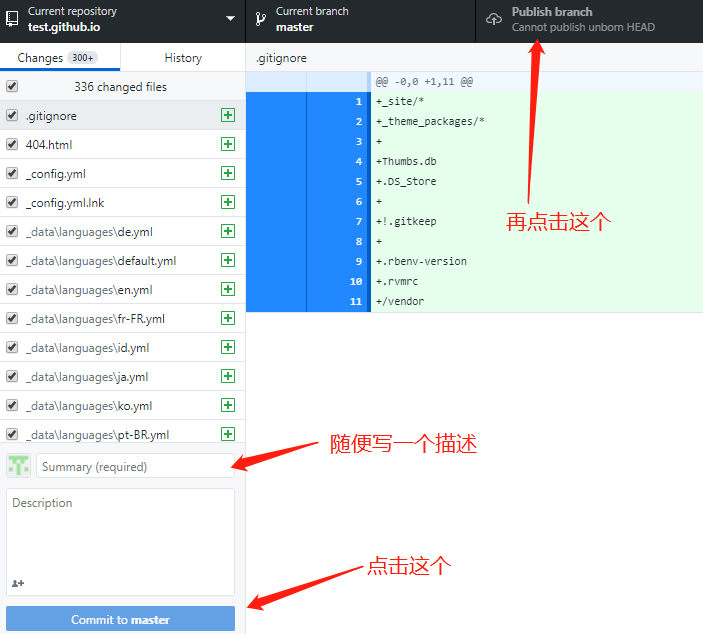 Current repository
test.github.io
Current branch
master
Publish branch
Cannot publish unborn HEAD
Changes 300+
History
.gitignore
336 changed files
@@ -0,0 +1,11 @@
.gitignore
404.html
_config.yml
_config.yml.lnk
_data\languages\de.yml
_data\languages\default.yml
_data\languages\en.yml
_data\languages\fr-FR.yml
_data\languages\id.yml
_data\languages\ja.yml
_data\languages\ko.yml
_data\languages\pt-BR.yml
1 +_site/*
2 +_theme_packages/*
3 +
4 +Thumbs.db
5 +.DS_Store
6 +
7 +!.gitkeep
8 +
9 +.rbenv-version
10 +.rvmrc
11 +/vendor
再点击这个
随便写一个描述
Summary (required)
Description
点击这个
Commit to master